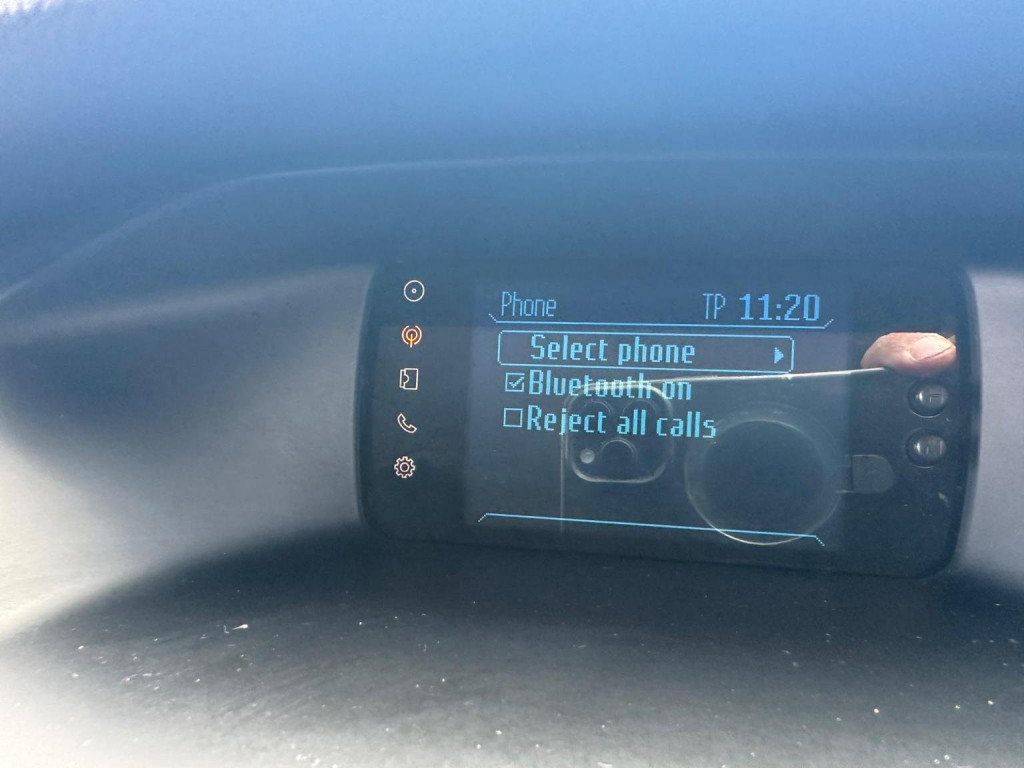 Phone TP 11:20
Select phone
Bluetooth on
Reject all calls